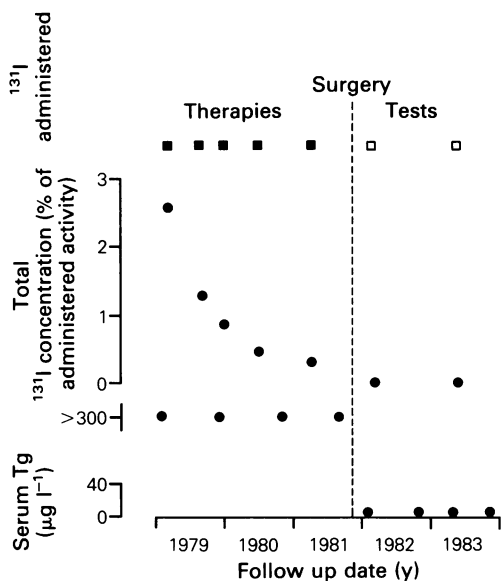 ¹³¹I
administered
Surgery
Therapies
Tests
Total
¹³¹I concentration (% of
administered activity)
3
2
1
0
>300
Serum Tg
(μg l⁻¹)
40
0
1979 1980 1981 1982 1983
Follow up date (y)